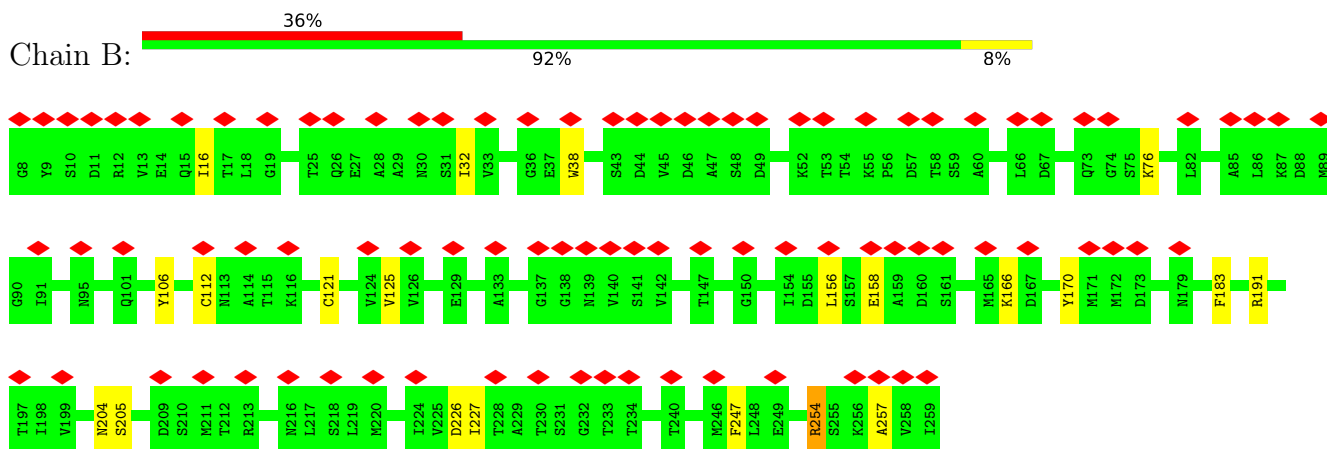 36%
Chain B:
92% 8%
G8 Y9 S10 D11 R12 V13 E14 Q15 I16 T17 L18 G19 T25 Q26 E27 A28 A29 N30 S31 I32 V33 G36 E37 W38 S43 D44 V45 D46 A47 S48 D49 K52 T53 T54 K55 P56 D57 T58 S59 A60 L66 D67 Q73 G74 S75 K76 L82 A85 L86 K87 D88 M89
G90 I91 N95 Q101 Y106 C112 N113 A114 T115 K116 C121 V124 V125 V126 E129 A133 G137 G138 N139 V140 S141 V142 T147 G150 I154 D155 L156 S157 E158 A159 D160 S161 M165 K166 D167 Y170 M171 M172 D173 N179 F183 R191
T197 I198 V199 N204 S205 D209 S210 M211 T212 R213 N216 L217 S218 L219 M220 I224 V225 D226 I227 T228 A229 T230 S231 G232 T233 T234 T240 M246 F247 L248 E249 R254 S255 K256 A257 V258 I259